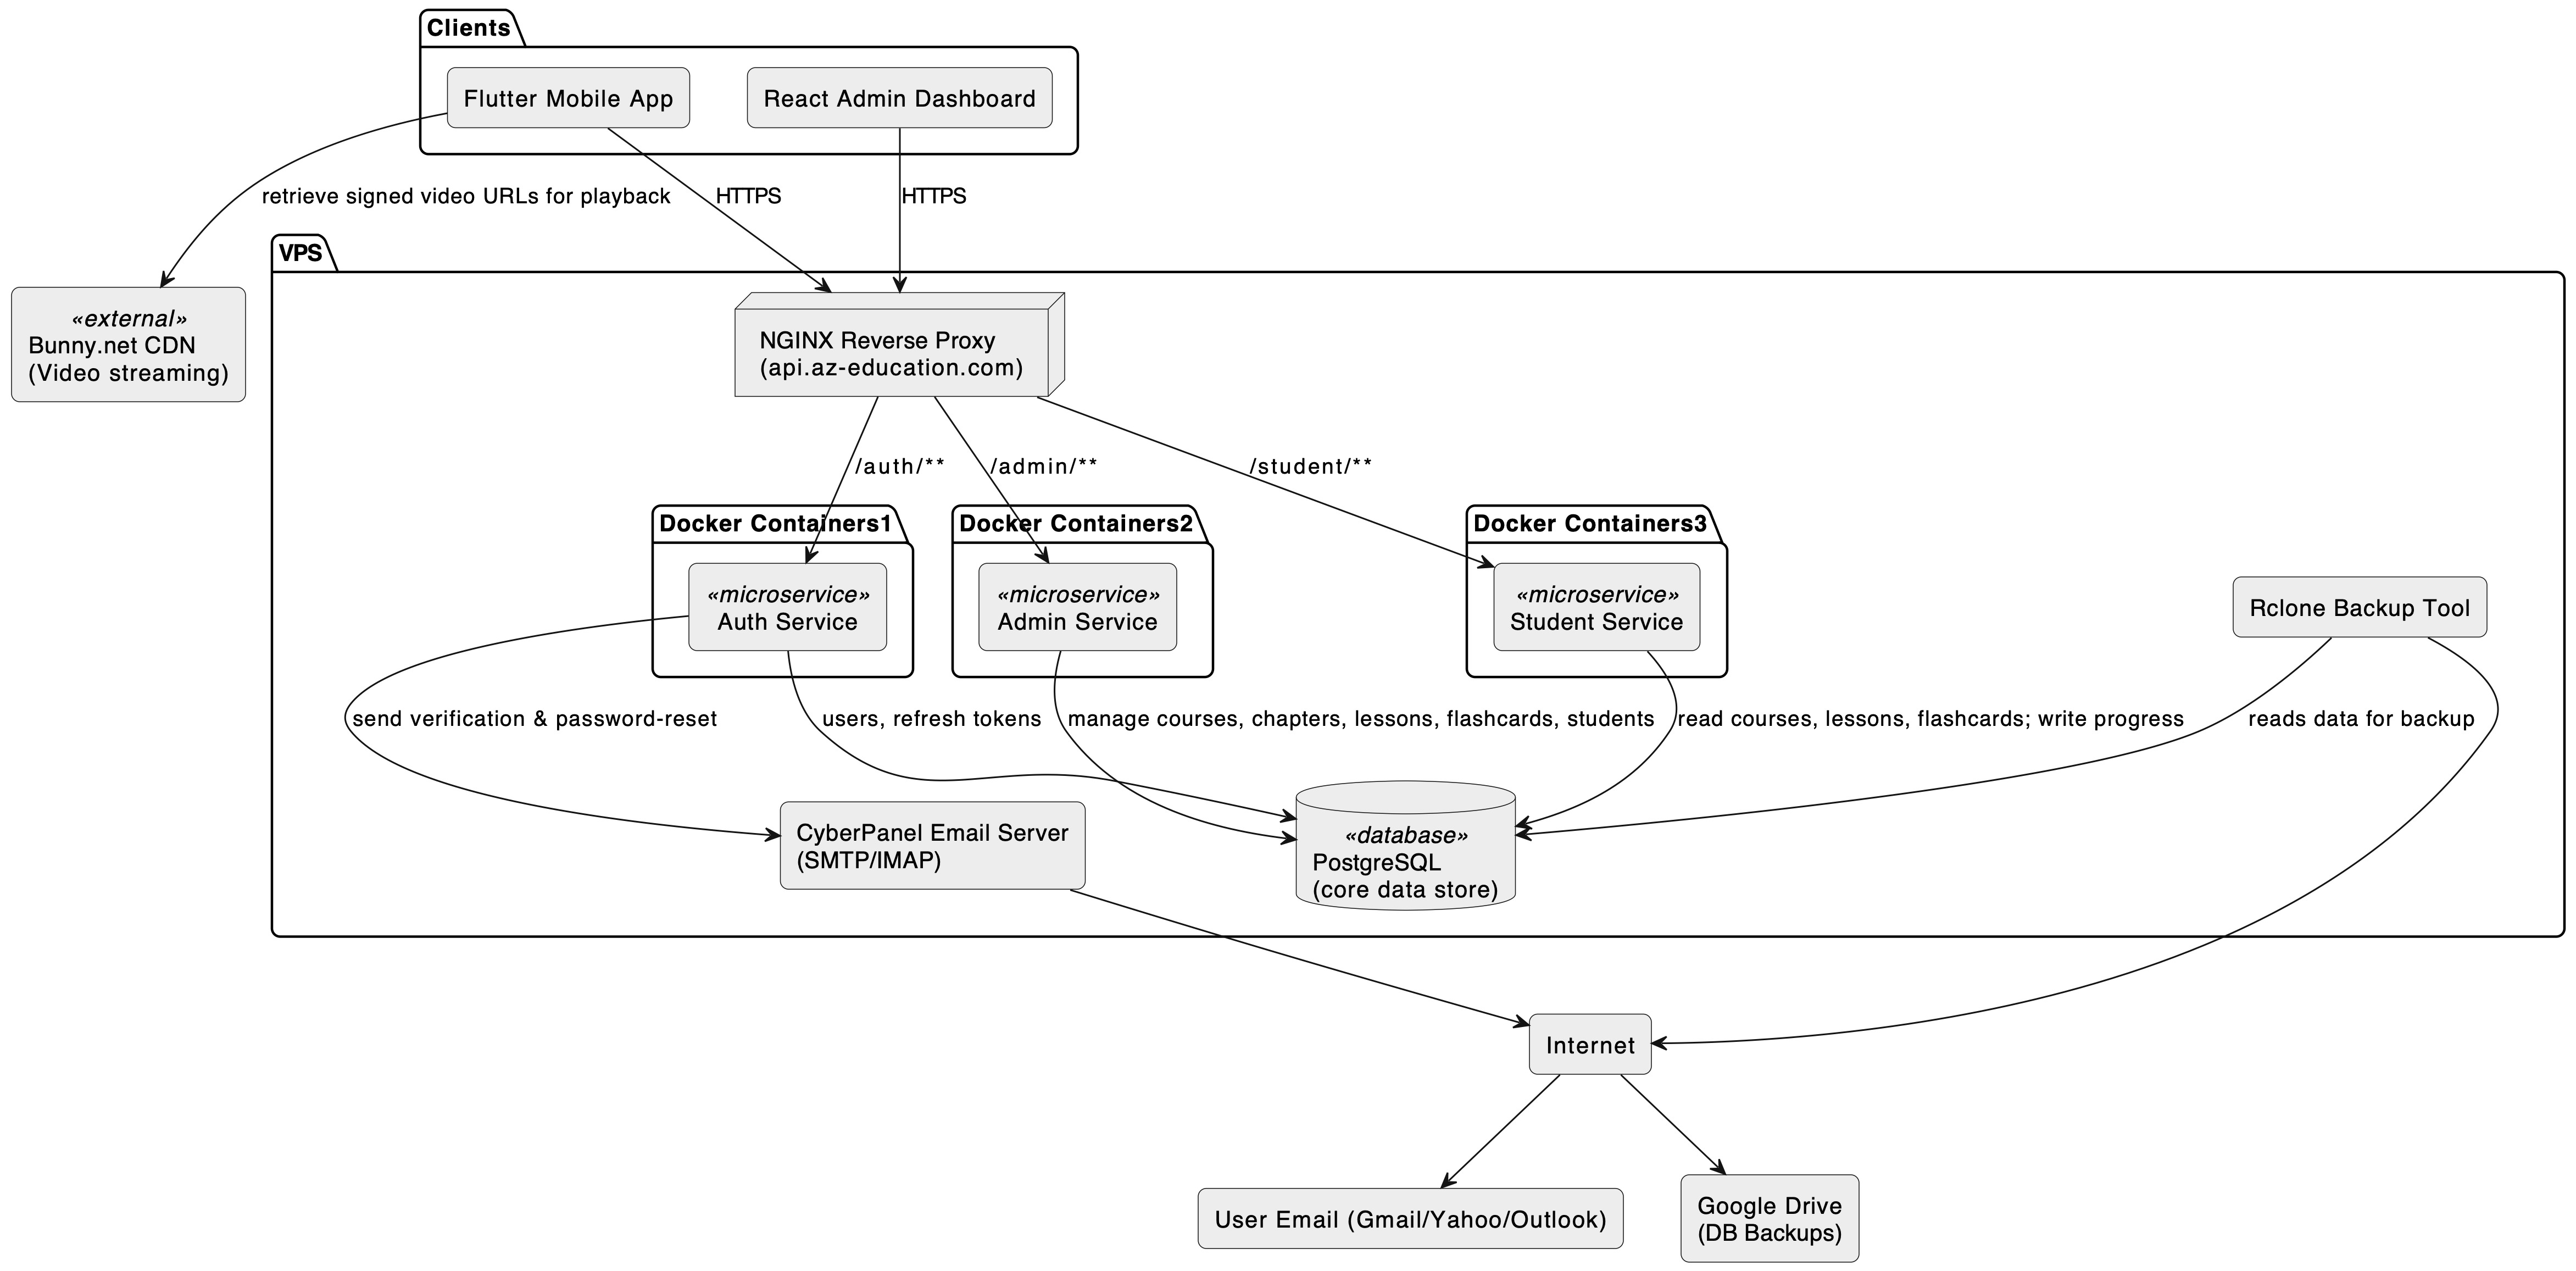 Clients
Flutter Mobile App
React Admin Dashboard
retrieve signed video URLs for playback
HTTPS
HTTPS
VPS
«external»
Bunny.net CDN
(Video streaming)
NGINX Reverse Proxy
(api.az-education.com)
/auth/**
/admin/**
/student/**
Docker Containers1
Docker Containers2
Docker Containers3
«microservice»
Auth Service
«microservice»
Admin Service
«microservice»
Student Service
Rclone Backup Tool
send verification & password-reset
users, refresh tokens
manage courses, chapters, lessons, flashcards, students
read courses, lessons, flashcards; write progress
reads data for backup
CyberPanel Email Server
(SMTP/IMAP)
«database»
PostgreSQL
(core data store)
Internet
User Email (Gmail/Yahoo/Outlook)
Google Drive
(DB Backups)